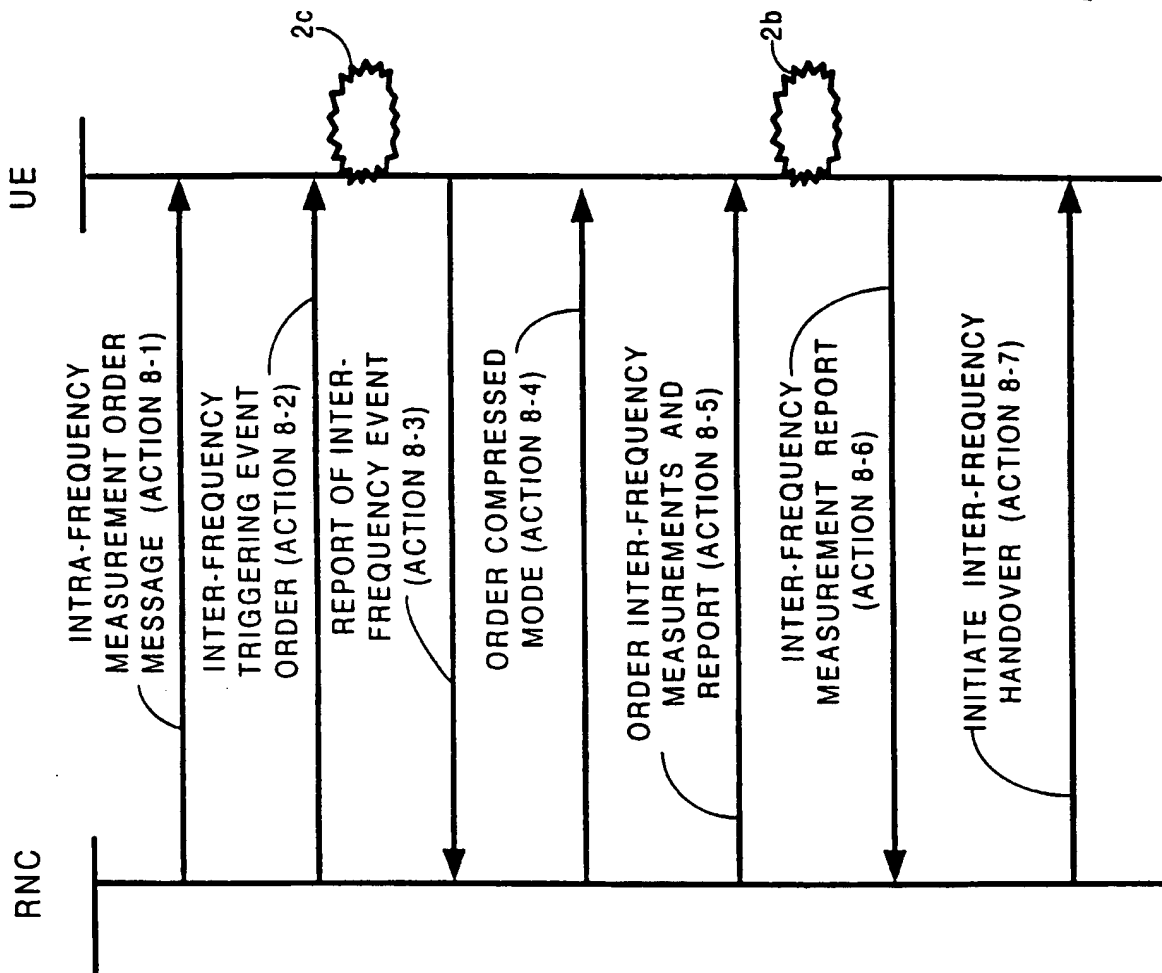 RNC
UE
INTRA-FREQUENCY
MEASUREMENT ORDER
MESSAGE (ACTION 8-1)
INTER-FREQUENCY
TRIGGERING EVENT
ORDER (ACTION 8-2)
2c
REPORT OF INTER-
FREQUENCY EVENT
(ACTION 8-3)
ORDER COMPRESSED
MODE (ACTION 8-4)
ORDER INTER-FREQUENCY
MEASUREMENTS AND
REPORT (ACTION 8-5)
2b
INTER-FREQUENCY
MEASUREMENT REPORT
(ACTION 8-6)
INITIATE INTER-FREQUENCY
HANDOVER (ACTION 8-7)